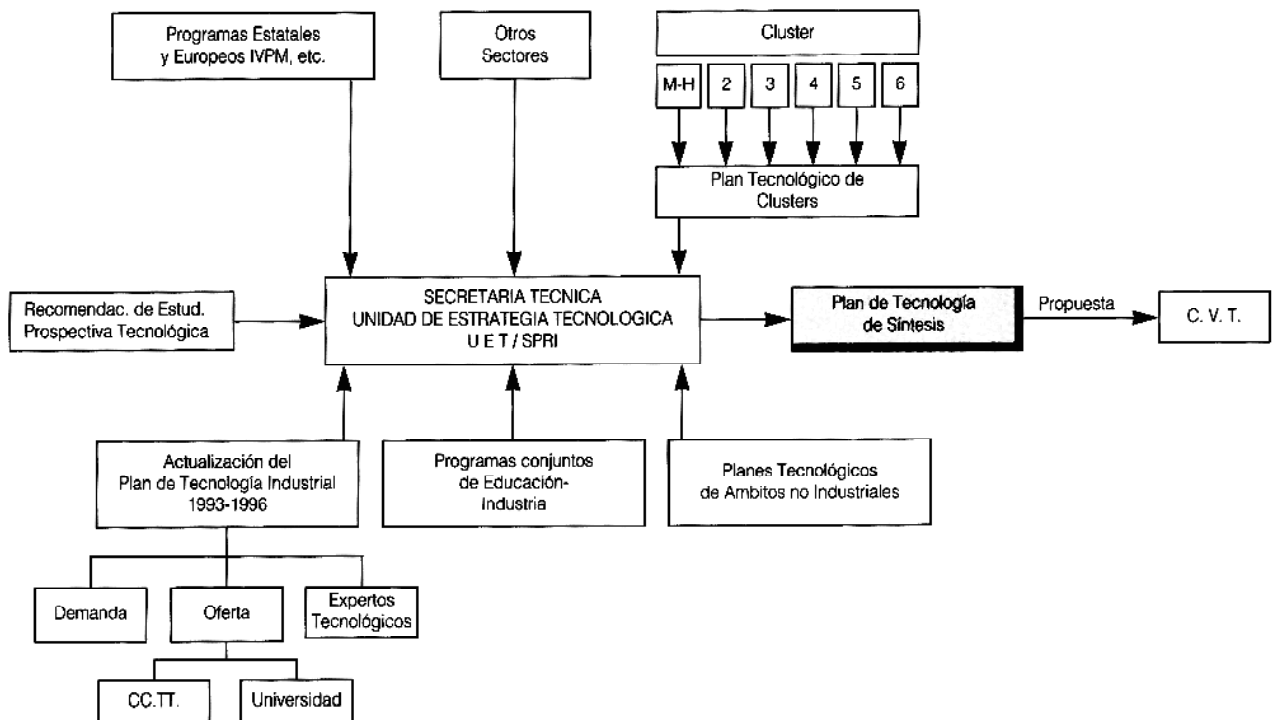 Programas Estatales
y Europeos IVPM, etc.
Otros
Sectores
Cluster
M-H
2
3
4
5
6
Plan Tecnológico de
Clusters
Recomendac. de Estud.
Prospectiva Tecnológica
SECRETARIA TECNICA
UNIDAD DE ESTRATEGIA TECNOLOGICA
U E T / SPRI
Plan de Tecnología
de Síntesis
Propuesta
C. V. T.
Actualización del
Plan de Tecnología Industrial
1993-1996
Programas conjuntos
de Educación-
Industria
Planes Tecnológicos
de Ambitos no Industriales
Demanda
Oferta
Expertos
Tecnológicos
CC.TT.
Universidad